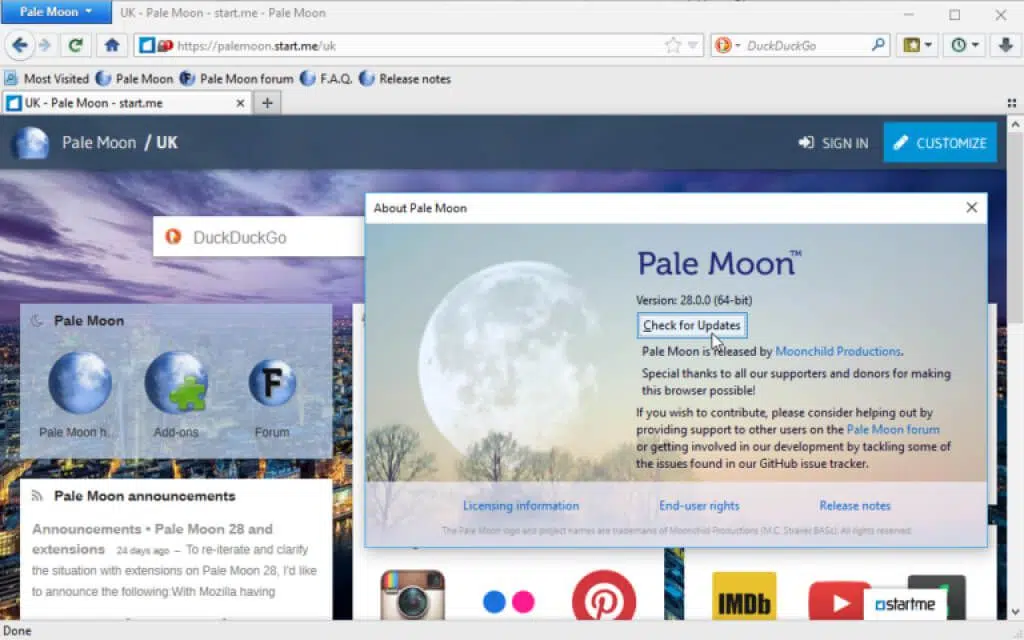 Pale Moon
UK - Pale Moon - start.me - Pale Moon
https://palemoon.start.me/uk
DuckDuckGo
Most Visited Pale Moon Pale Moon forum F.A.Q. Release notes
UK - Pale Moon - start.me
Pale Moon / UK
SIGN IN
CUSTOMIZE
DuckDuckGo
Pale Moon
Pale Moon h...
Add-ons
F
Forum
Pale Moon announcements
Announcements • Pale Moon 28 and
extensions 24 days ago – To re-iterate and clarify
the situation with extensions on Pale Moon 28, I'd like
to announce the following:With Mozilla having
About Pale Moon
Pale Moon™
Version: 28.0.0 (64-bit)
Check for Updates
Pale Moon is released by Moonchild Productions.
Special thanks to all our supporters and donors for making
this browser possible!
If you wish to contribute, please consider helping out by
providing support to other users on the Pale Moon forum
or getting involved in our development by tackling some of
the issues found in our GitHub issue tracker.
Licensing information
End-user rights
Release notes
The Pale Moon logo and project names are trademarks of Moonchild Productions (M.C. Straver BASc). All rights reserved.
IMDb
startme
Done